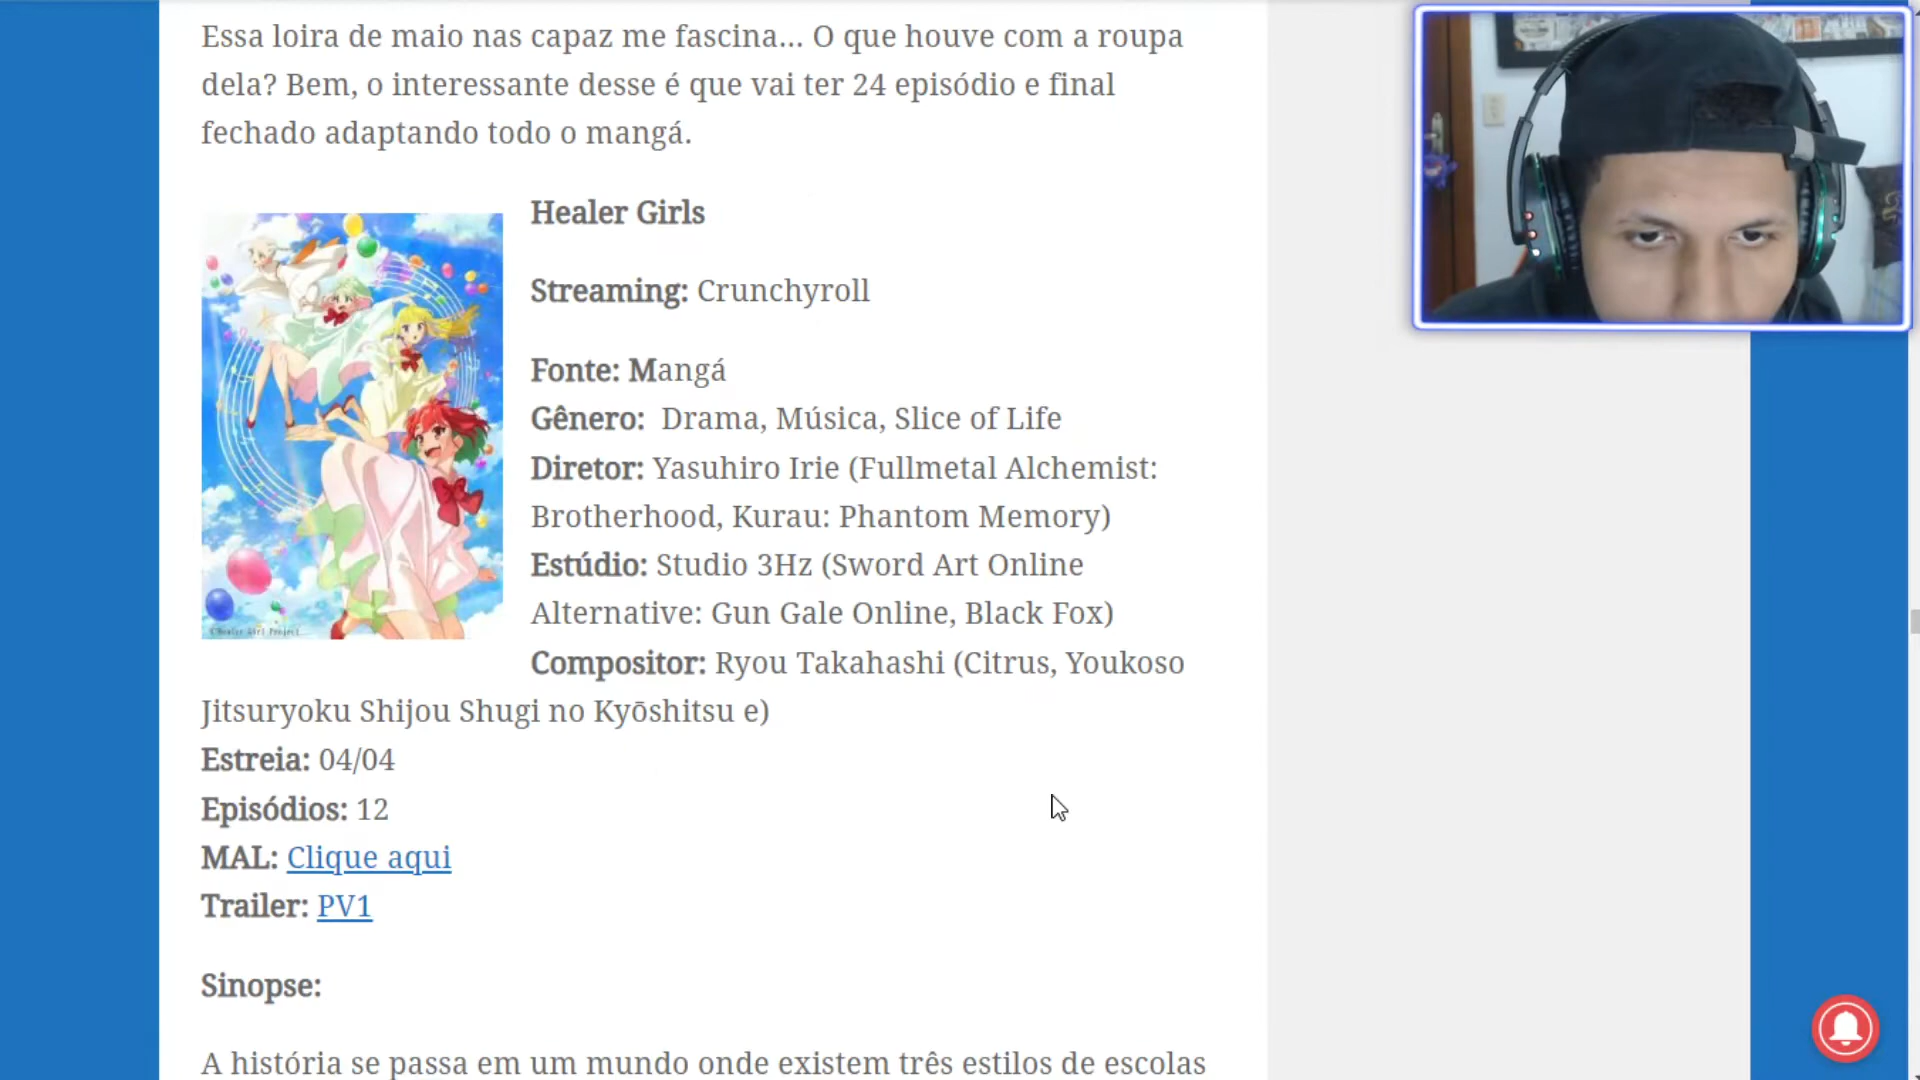 Essa loira de maio nas capaz me fascina... O que houve com a roupa
dela? Bem, o interessante desse é que vai ter 24 episódio e final
fechado adaptando todo o mangá.
Healer Girls
Streaming: Crunchyroll
Fonte: Mangá
Gênero: Drama, Música, Slice of Life
Diretor: Yasuhiro Irie (Fullmetal Alchemist:
Brotherhood, Kurau: Phantom Memory)
Estúdio: Studio 3Hz (Sword Art Online
Alternative: Gun Gale Online, Black Fox)
Compositor: Ryou Takahashi (Citrus, Youkoso
Jitsuryoku Shijou Shugi no Kyōshitsu e)
Estreia: 04/04
Episódios: 12
MAL: Clique aqui
Trailer: PV1
Sinopse:
A história se passa em um mundo onde existem três estilos de escolas
©Healer Girl Project